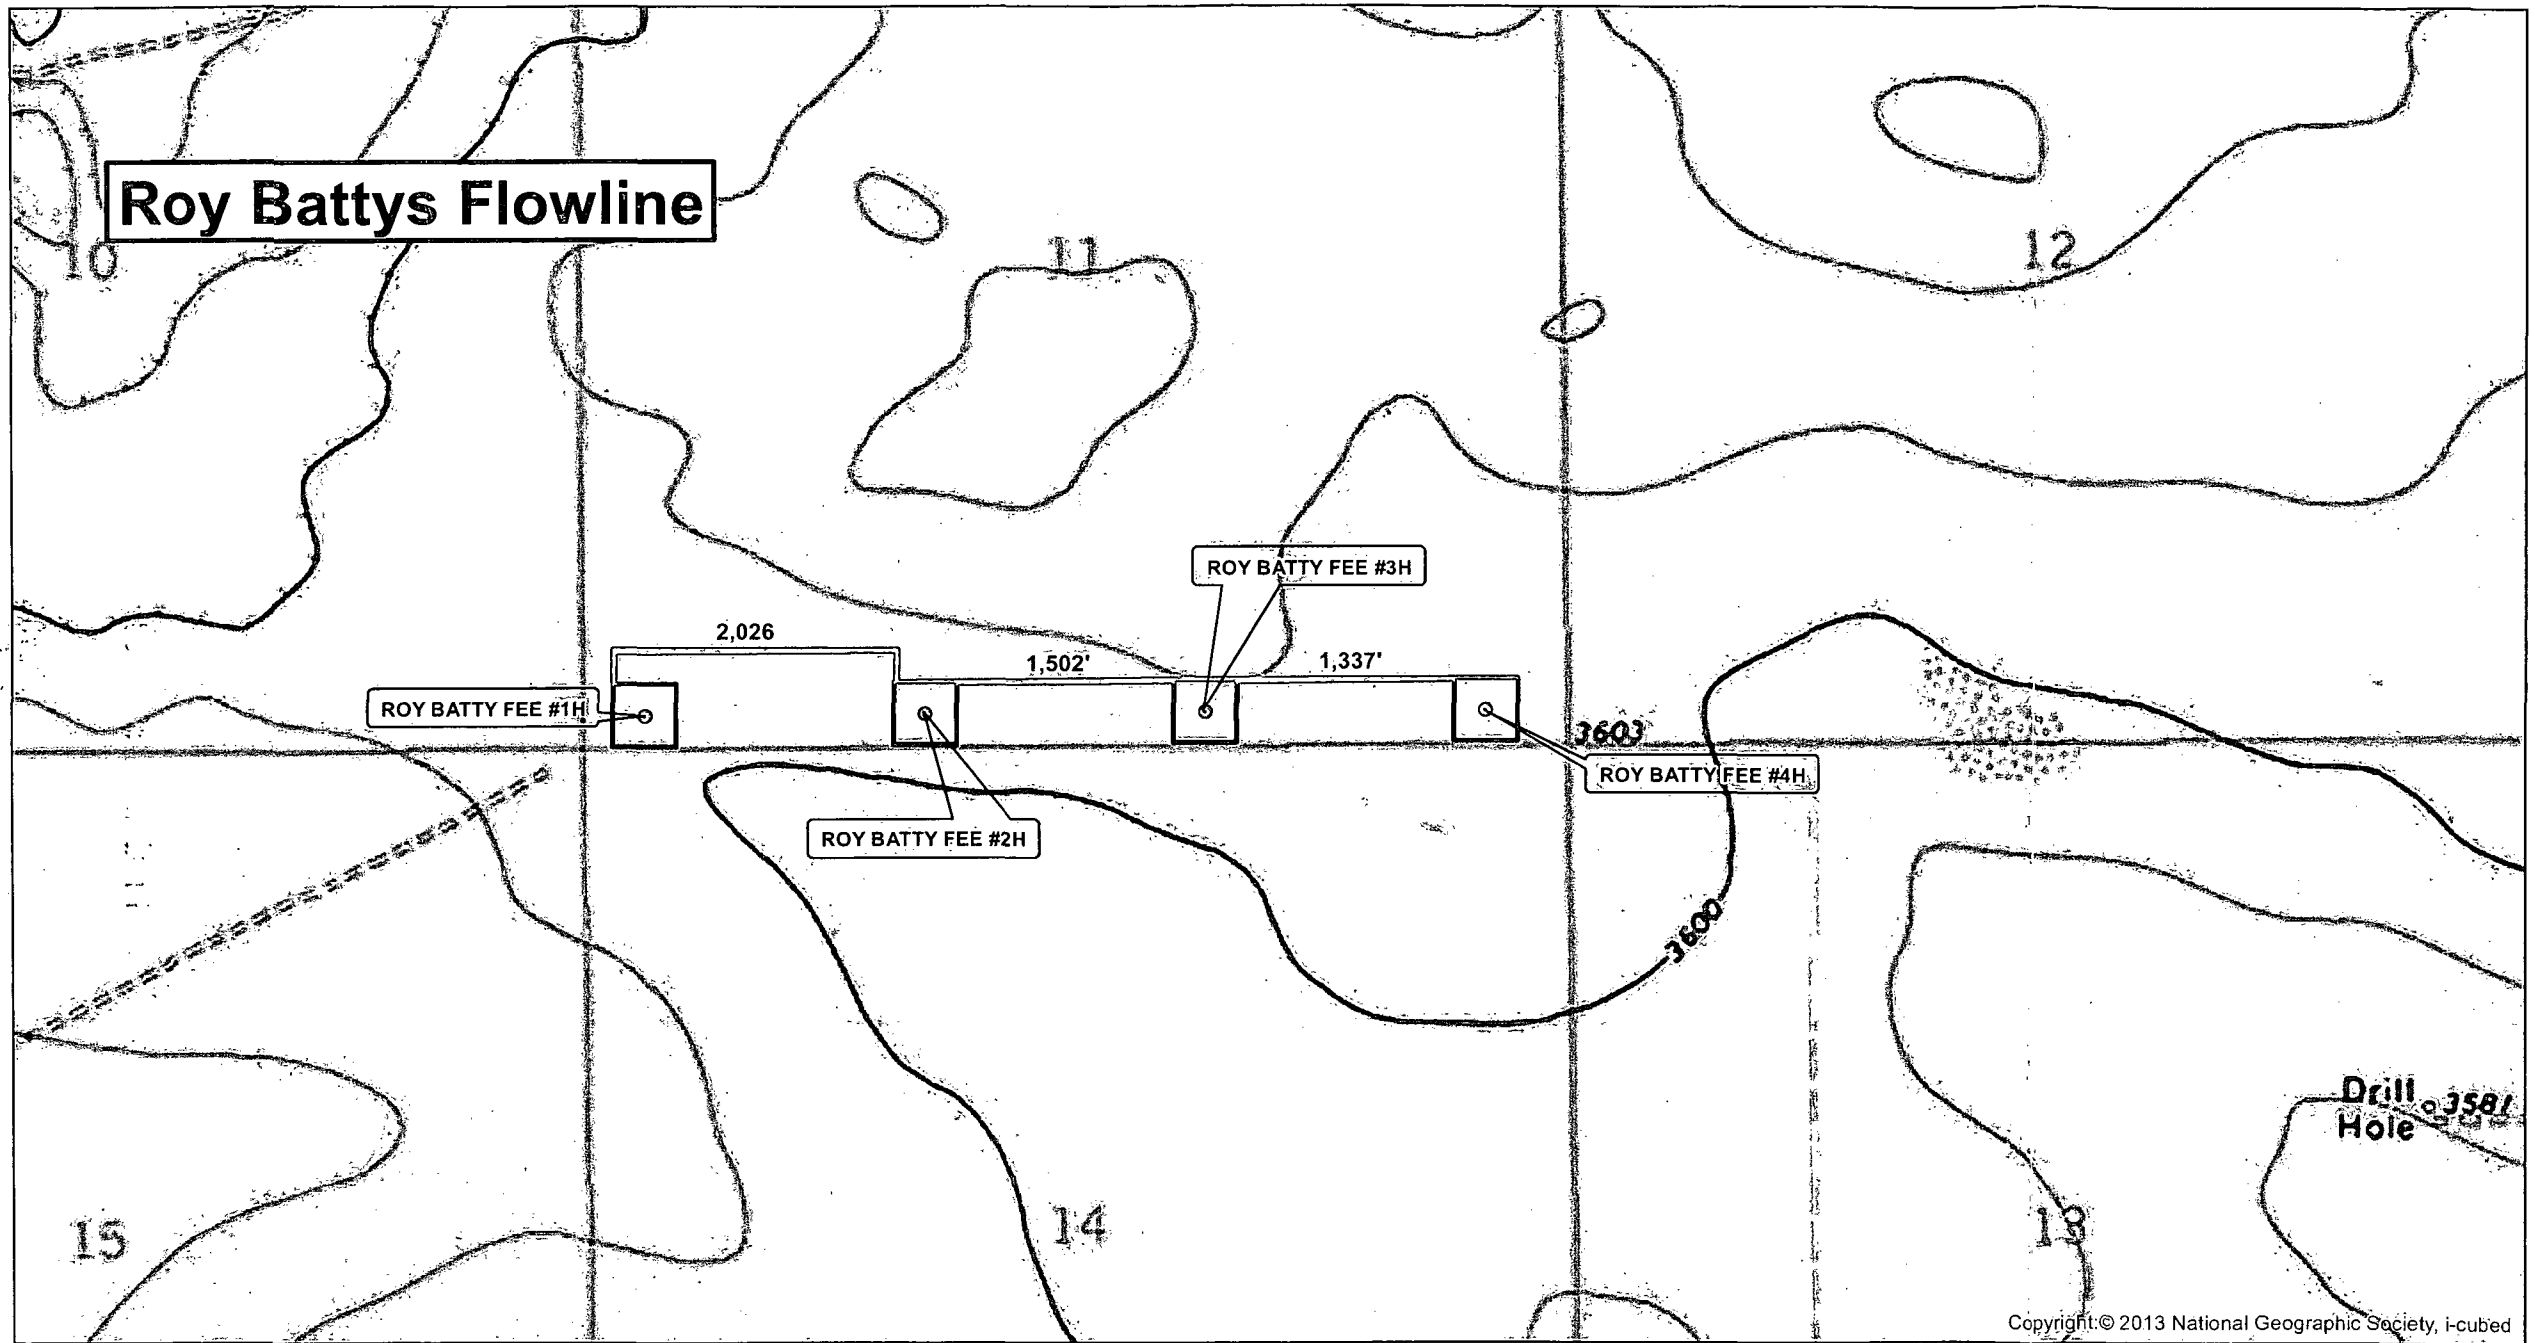 Roy Battys Flowline
10
11
12
ROY BATTY FEE #3H
2,026
1,502'
1,337'
ROY BATTY FEE #1H
3603
ROY BATTY FEE #4H
ROY BATTY FEE #2H
3600
Drill
Hole
3581
15
14
13
Copyright:© 2013 National Geographic Society, i-cubed